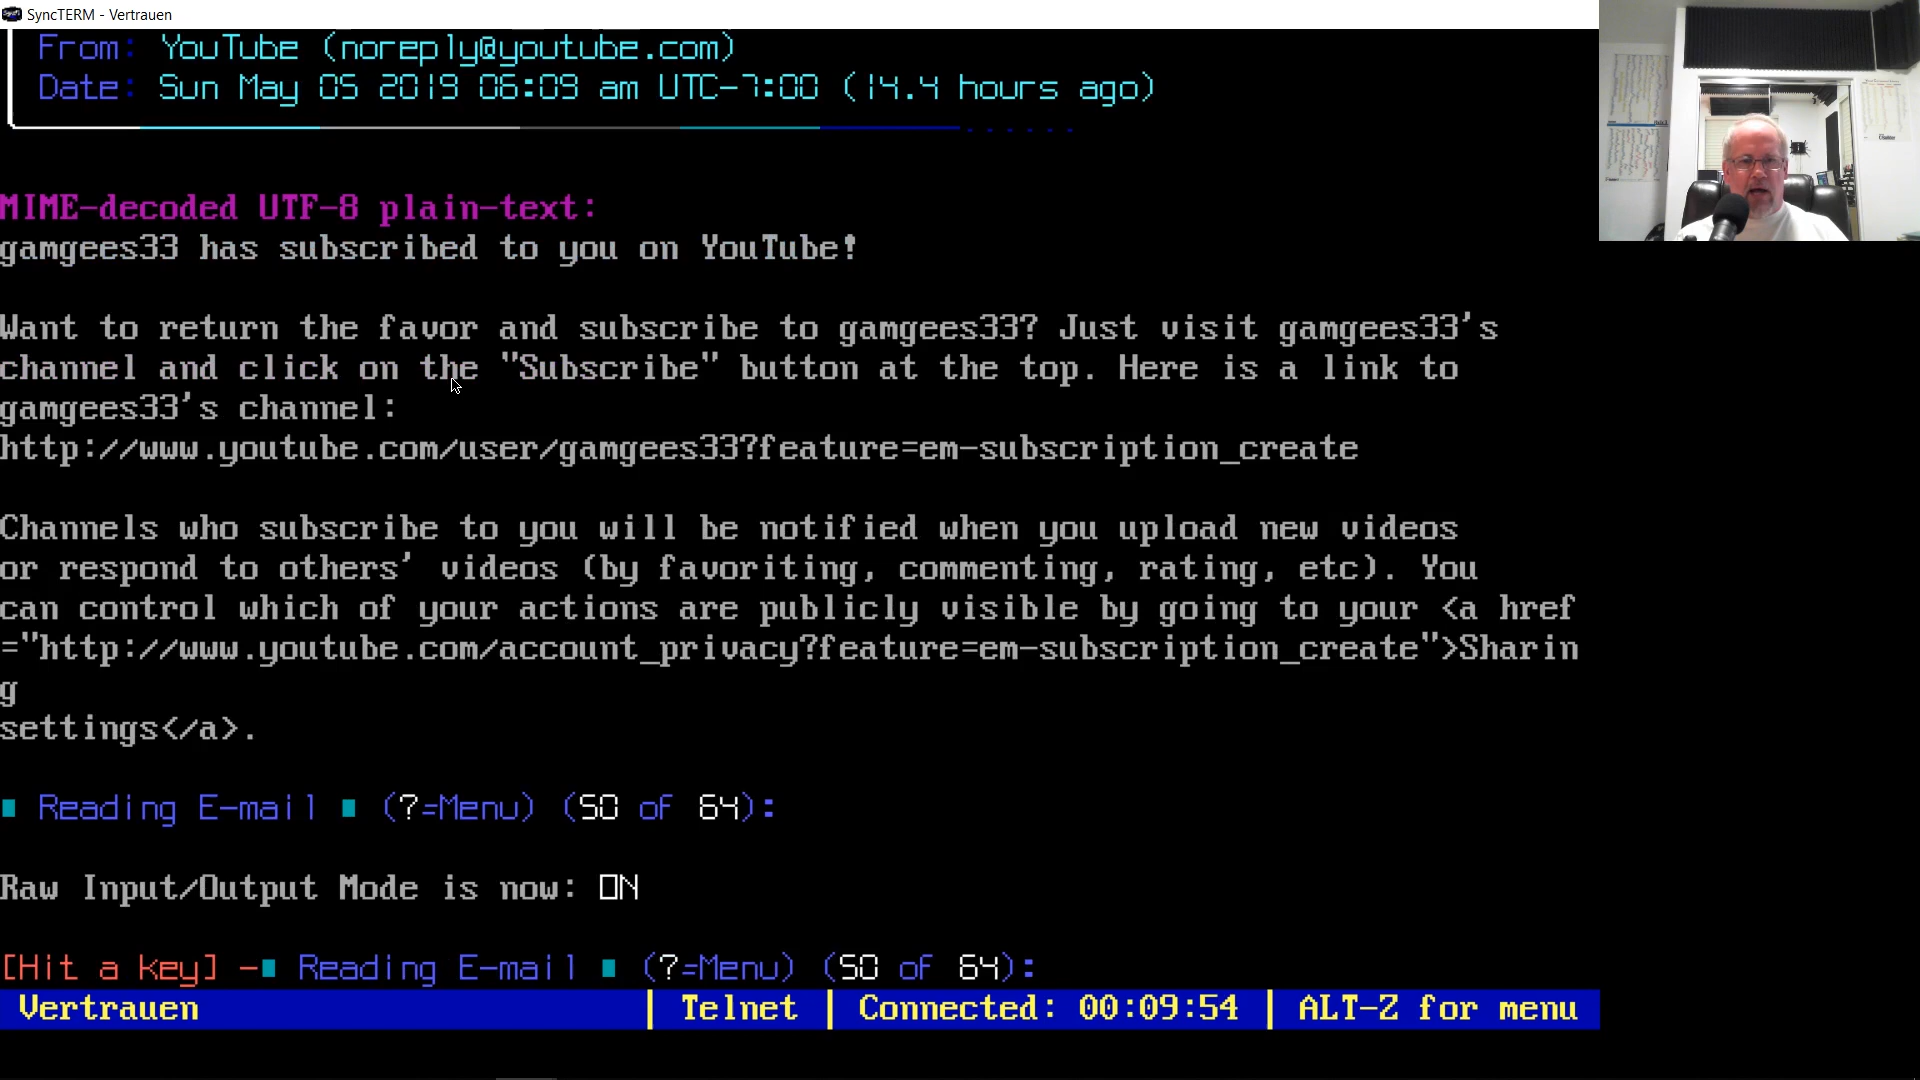 SyncTERM - Vertrauen
From: YouTube (noreply@youtube.com)
Date: Sun May 05 2019 06:09 am UTC-7:00 (14.4 hours ago)
MIME-decoded UTF-8 plain-text:
gamgees33 has subscribed to you on YouTube!
Want to return the favor and subscribe to gamgees33? Just visit gamgees33's
channel and click on the "Subscribe" button at the top. Here is a link to
gamgees33's channel:
http://www.youtube.com/user/gamgees33?feature=em-subscription_create
Channels who subscribe to you will be notified when you upload new videos
or respond to others' videos (by favoriting, commenting, rating, etc). You
can control which of your actions are publicly visible by going to your <a href
="http://www.youtube.com/account_privacy?feature=em-subscription_create">Sharin
g
settings</a>.
Reading E-mail (?=Menu) (50 of 64):
Raw Input/Output Mode is now: ON
[Hit a key] - Reading E-mail (?=Menu) (50 of 64):
Vertrauen | Telnet | Connected: 00:09:54 | ALT-Z for menu